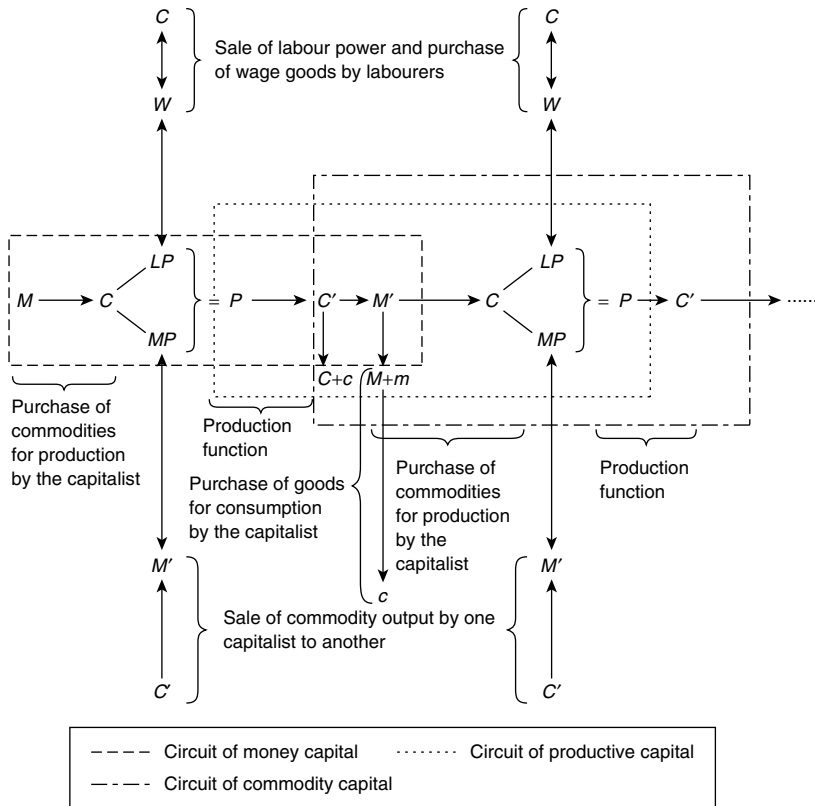 C C
Sale of labour power and purchase
of wage goods by labourers
W W
LP LP
M C = P C′ M′ C = P C′ ......
MP MP
C+c M+m
Purchase of
commodities
for production
by the capitalist
Production
function
Purchase of goods
for consumption
by the capitalist
Purchase of
commodities
for production
by the
capitalist
Production
function
M′ M′
c
Sale of commodity output by one
capitalist to another
C′ C′
Circuit of money capital
Circuit of productive capital
Circuit of commodity capital